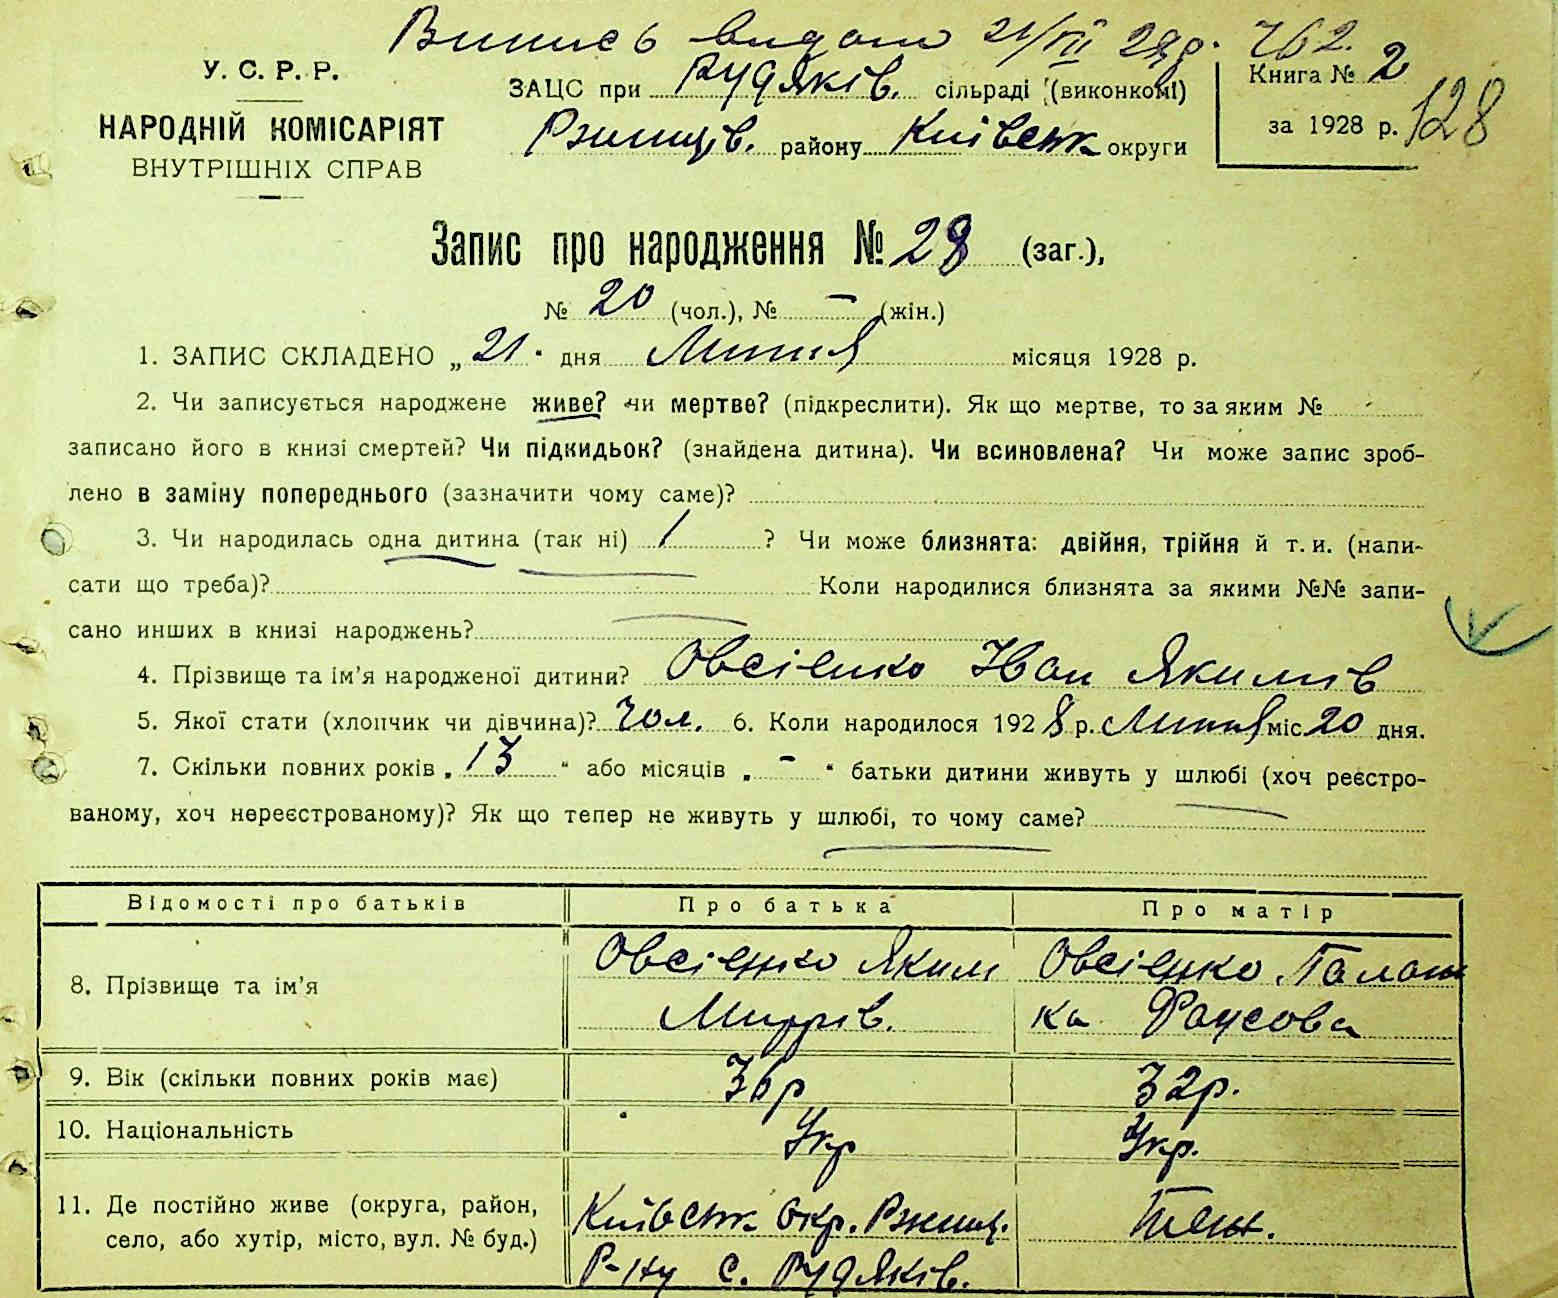 Випись видано 21/VII 28р. 762.
У. С. Р. Р.
НАРОДНІЙ КОМІСАРІЯТ
ВНУТРІШНІХ СПРАВ
ЗАЦС при Рудяків. сільраді (виконкомі)
Ржищів. району Київськ округи
Книга № 2
за 1928 р. 128
Запис про народження № 28 (заг.),
№ 20 (чол.), № – (жін.)
1. ЗАПИС СКЛАДЕНО „21" дня Липня місяця 1928 р.
2. Чи записується народжене живе? чи мертве? (підкреслити). Як що мертве, то за яким №
записано його в книзі смертей? Чи підкидьок? (знайдена дитина). Чи всиновлена? Чи може запис зроб-
лено в заміну попереднього (зазначити чому саме)?
3. Чи народилась одна дитина (так ні) 1 ? Чи може близнята: двійня, трійня й т. и. (напи-
сати що треба)? Коли народилися близнята за якими №№ запи-
сано инших в книзі народжень?
4. Прізвище та ім'я народженої дитини? Овсієнко Іван Якимів
5. Якої стати (хлопчик чи дівчина)? Чол. 6. Коли народилося 1928 р. Липня міс 20 дня.
7. Скільки повних років „13" або місяців „–" батьки дитини живуть у шлюбі (хоч реєстро-
ваному, хоч нереєстрованому)? Як що тепер не живуть у шлюбі, то чому саме?
Відомості про батьків Про батька Про матір
8. Прізвище та ім'я
Овсієнко Яким
Овсієнко Палаш
ка
9. Вік (скільки повних років має) 36р 32р.
10. Національність Укр Укр.
11. Де постійно живе (округа, район,
село, або хутір, місто, вул. № буд.)
Київськ окр. Ржищ.
Р-ну с. Рудяків.
теж.